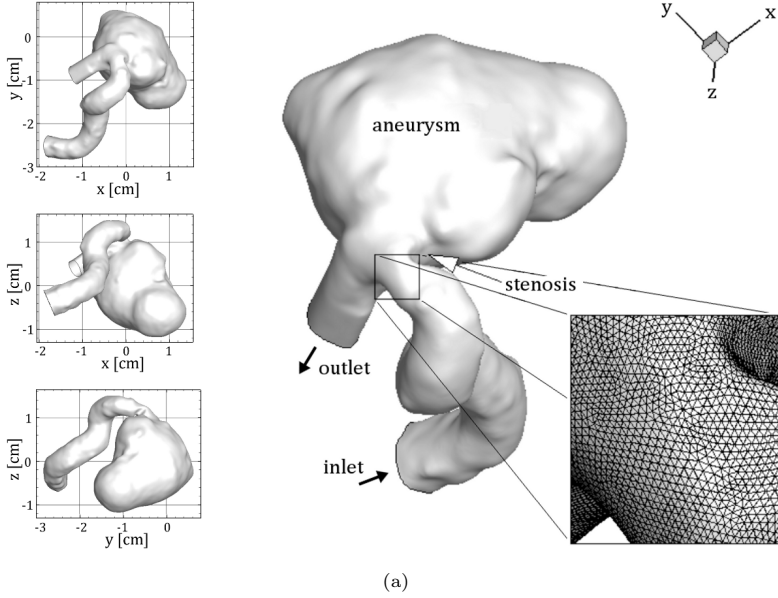 0
-1
-2
-3
y [cm]
-2
-1
0
1
x [cm]
1
0
-1
z [cm]
-2
-1
0
1
x [cm]
1
0
-1
z [cm]
-3
-2
-1
0
y [cm]
y
x
z
aneurysm
stenosis
outlet
inlet
(a)